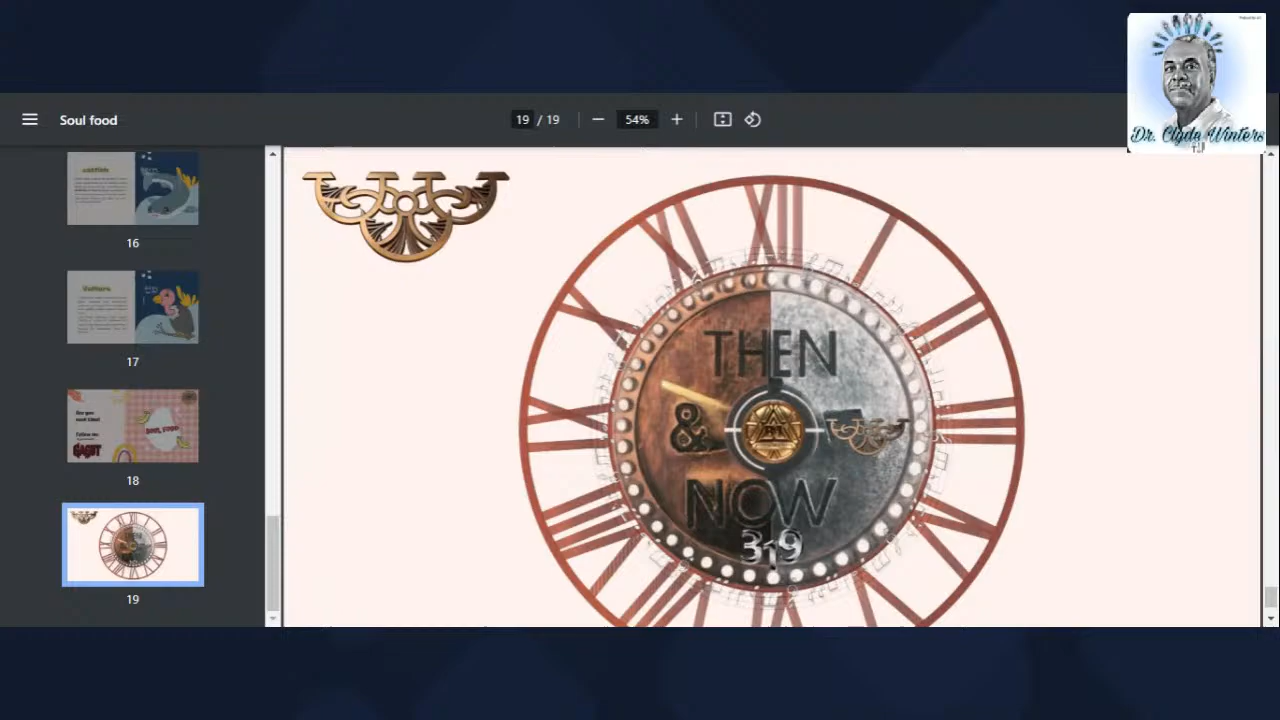 Soul food
19 / 19
54%
Dr. Clyde Winters
16
17
18
19
THEN
&
NOW
319